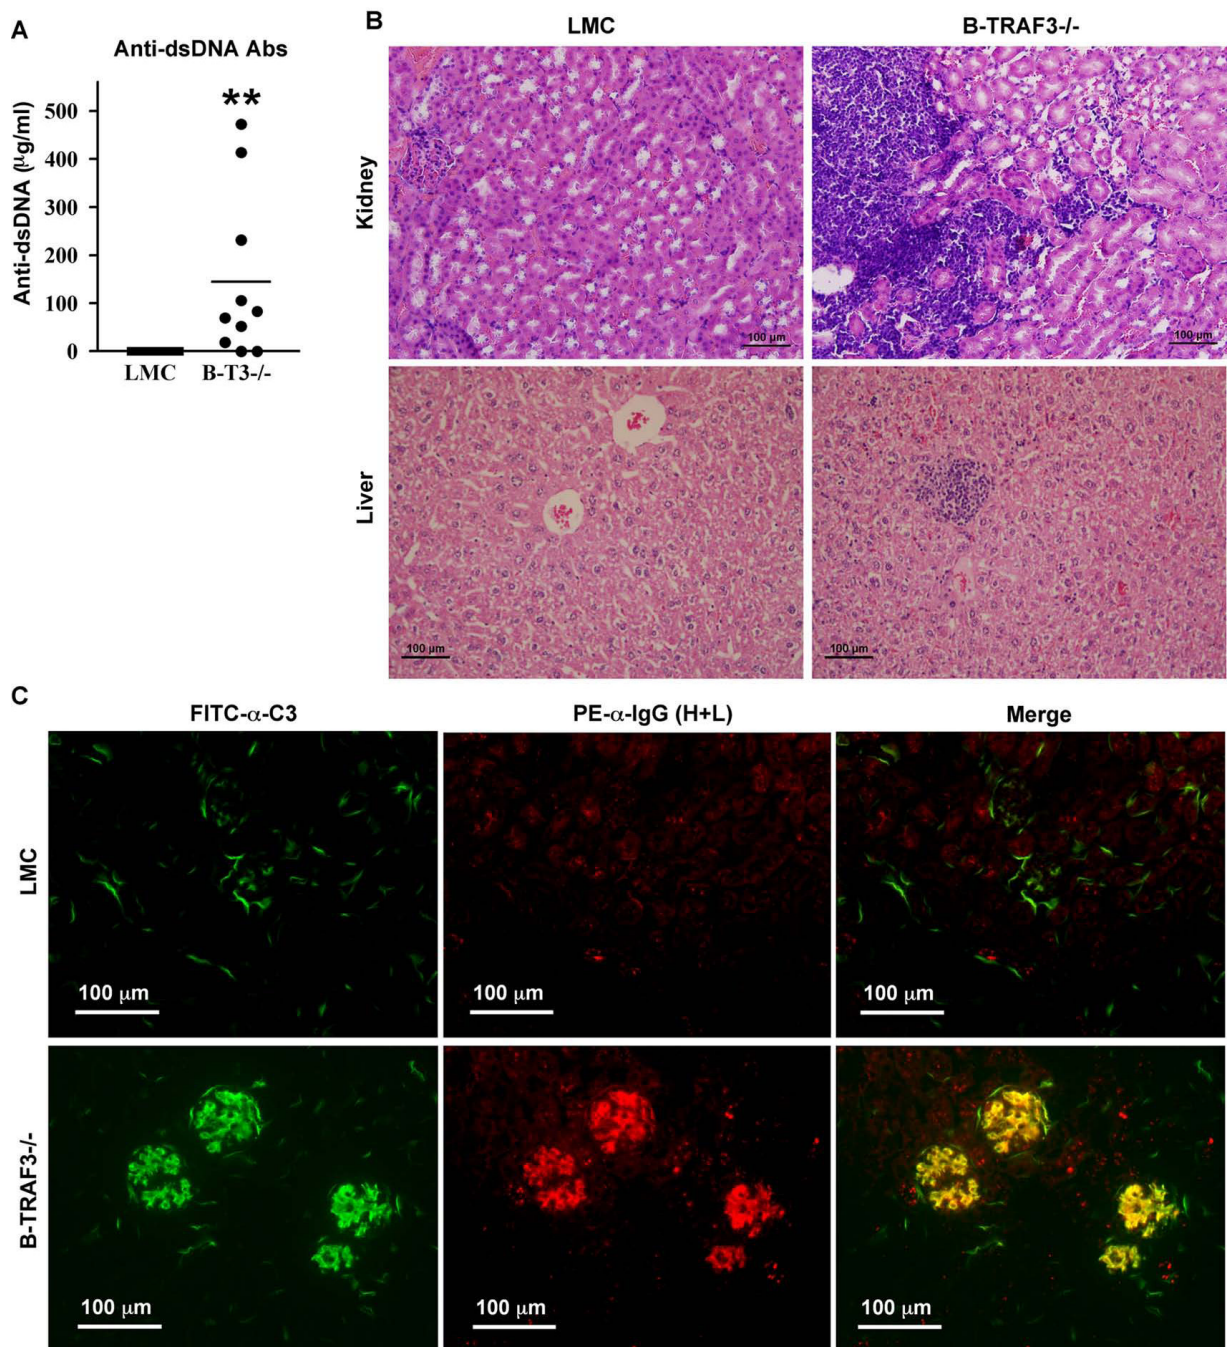 A
Anti-dsDNA Abs
Anti-dsDNA (μg/ml)
500
400
300
200
100
0
**
LMC B-T3-/-
B
LMC B-TRAF3-/-
Kidney
100 μm 100 μm
Liver
100 μm 100 μm
C
FITC-α-C3 PE-α-IgG (H+L) Merge
LMC
100 μm 100 μm 100 μm
B-TRAF3-/-
100 μm 100 μm 100 μm